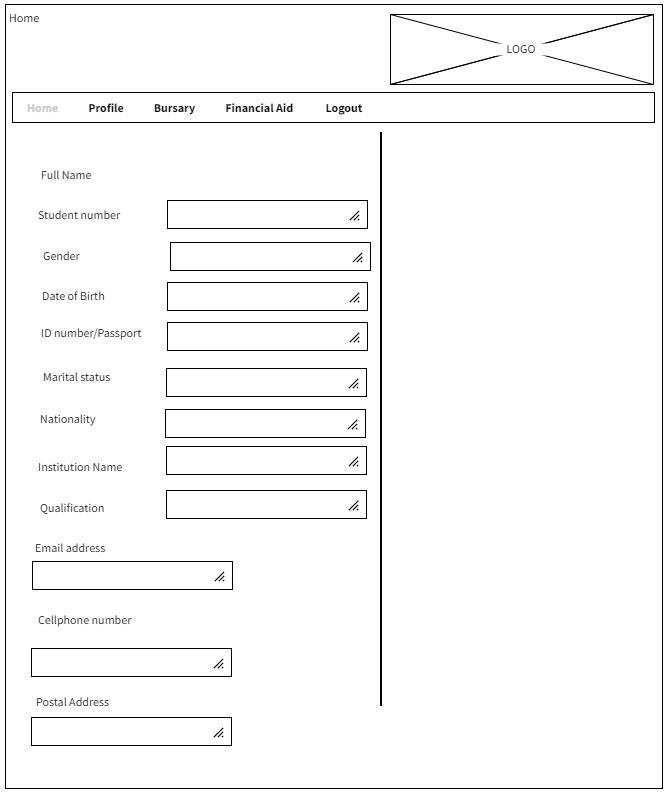 Home
LOGO
Home Profile Bursary Financial Aid Logout
Full Name
Student number
Gender
Date of Birth
ID number/Passport
Marital status
Nationality
Institution Name
Qualification
Email address
Cellphone number
Postal Address